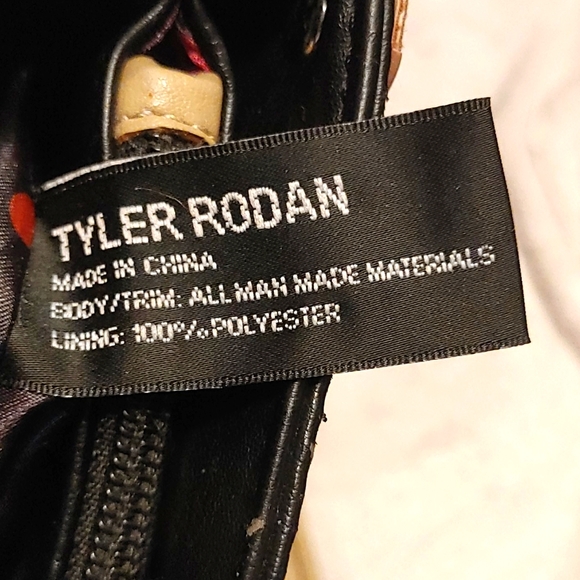 TYLER RODAN
MADE IN CHINA
BODY/TRIM: ALL MAN MADE MATERIALS
LINING: 100% POLYESTER